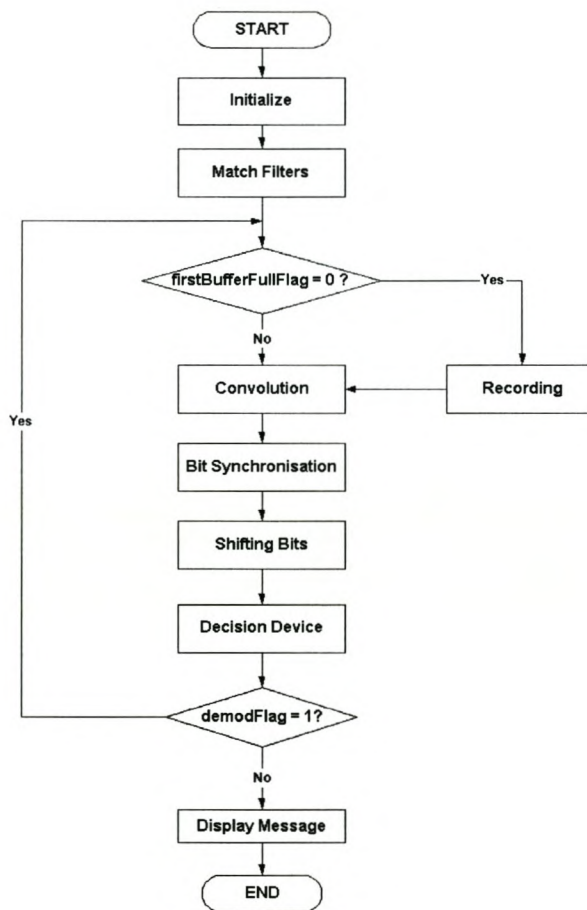 START
Initialize
Match Filters
firstBufferFullFlag = 0 ?
Yes
No
Convolution
Recording
Yes
Bit Synchronisation
Shifting Bits
Decision Device
demodFlag = 1?
No
Display Message
END